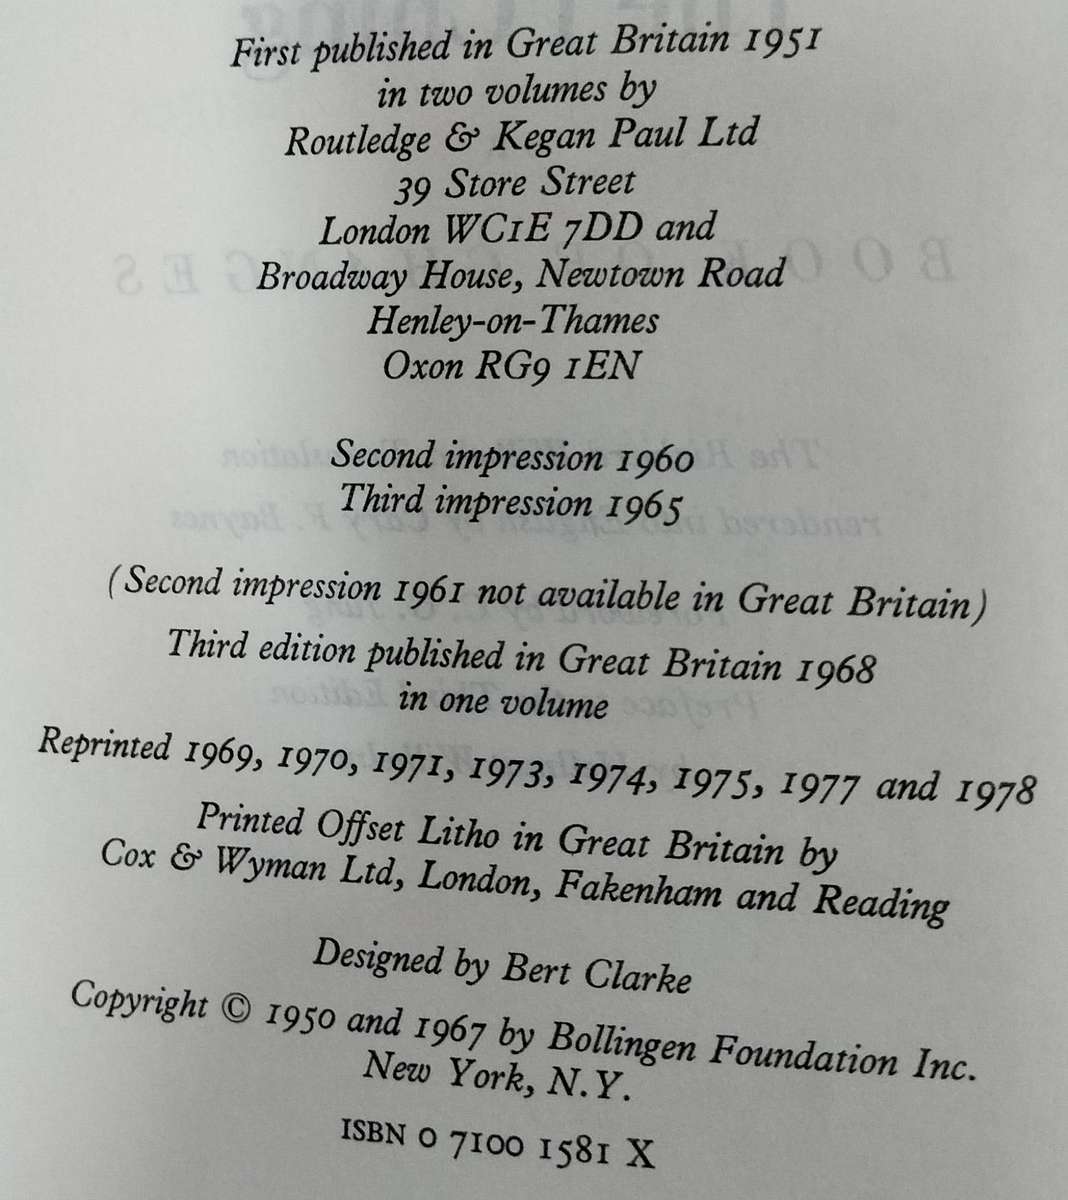 First published in Great Britain 1951
in two volumes by
Routledge & Kegan Paul Ltd
39 Store Street
London WC1E 7DD and
Broadway House, Newtown Road
Henley-on-Thames
Oxon RG9 1EN
Second impression 1960
Third impression 1965
(Second impression 1961 not available in Great Britain)
Third edition published in Great Britain 1968
in one volume
Reprinted 1969, 1970, 1971, 1973, 1974, 1975, 1977 and 1978
Printed Offset Litho in Great Britain by
Cox & Wyman Ltd, London, Fakenham and Reading
Designed by Bert Clarke
Copyright © 1950 and 1967 by Bollingen Foundation Inc.
New York, N.Y.
ISBN 0 7100 1581 X